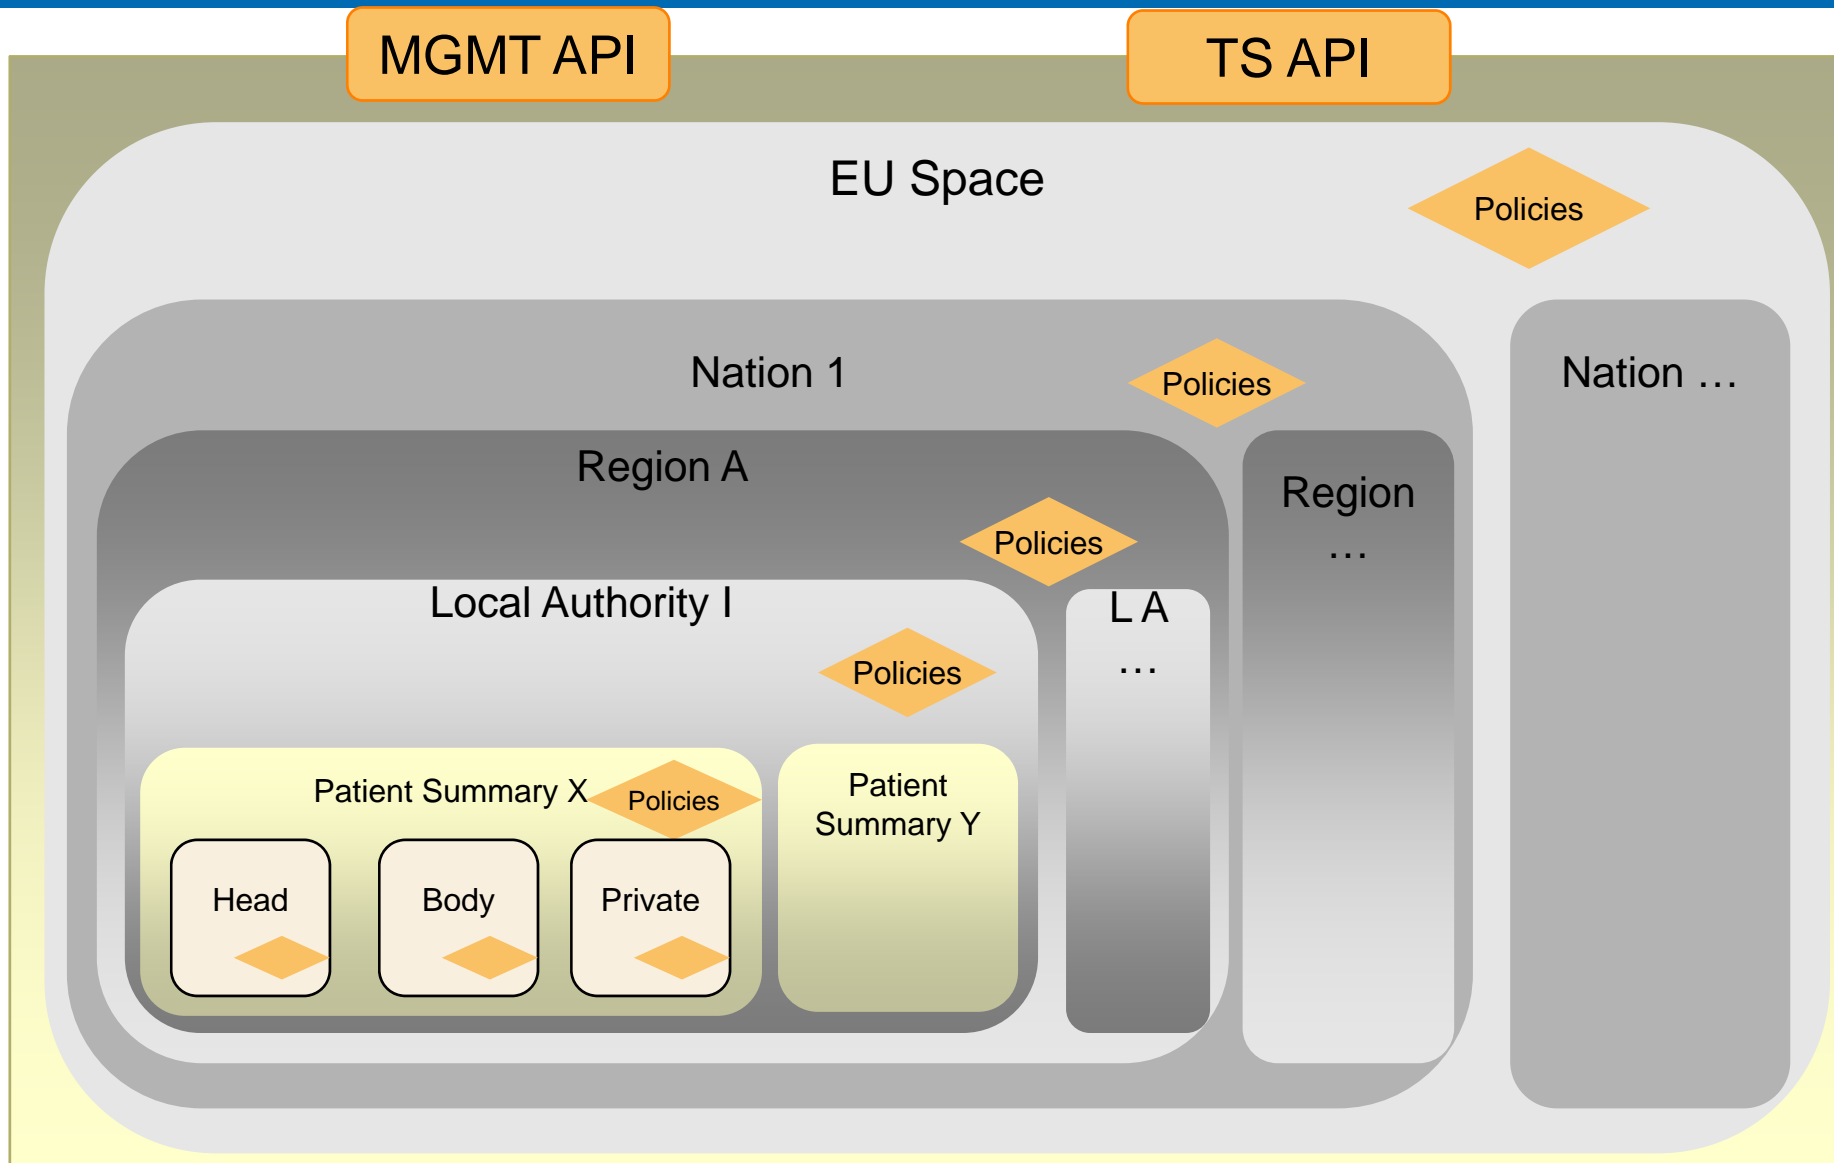 MGMT API
TS API
EU Space
Policies
Nation 1
Policies
Nation …
Region A
Policies
Region
…
Local Authority I
Policies
L A
…
Patient Summary X
Policies
Patient
Summary Y
Head
Body
Private